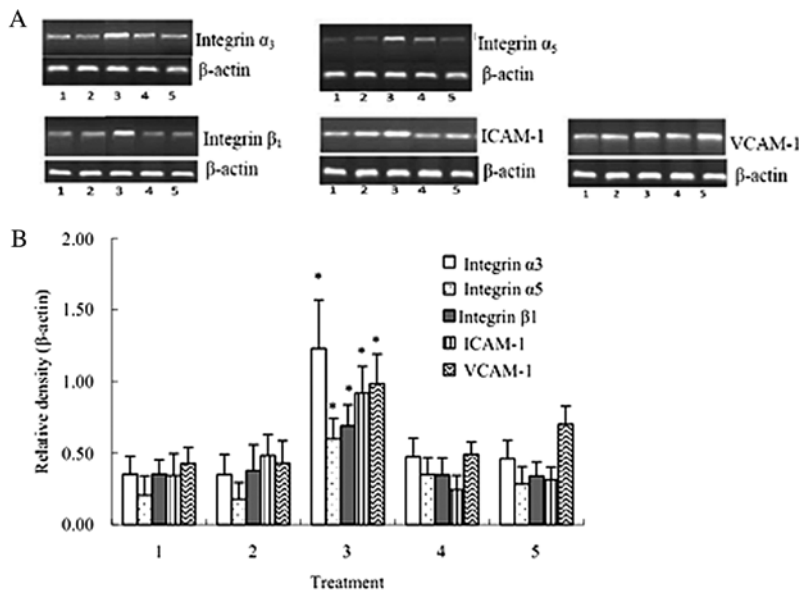 A
Integrin α3
β-actin
1 2 3 4 5
Integrin α5
β-actin
1 2 3 4 5
Integrin β1
β-actin
1 2 3 4 5
ICAM-1
β-actin
1 2 3 4 5
VCAM-1
β-actin
1 2 3 4 5
B
2.00
1.50
1.00
0.50
0.00
Relative density (β-actin)
Integrin α3
Integrin α5
Integrin β1
ICAM-1
VCAM-1
* * * * *
1 2 3 4 5
Treatment